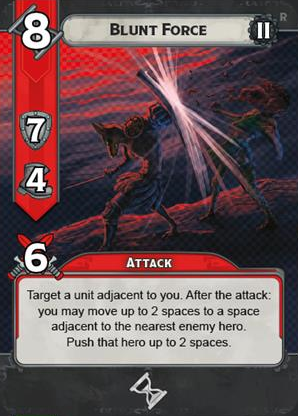 8
BLUNT FORCE
II
R
7
4
6
ATTACK
Target a unit adjacent to you. After the attack:
you may move up to 2 spaces to a space
adjacent to the nearest enemy hero.
Push that hero up to 2 spaces.